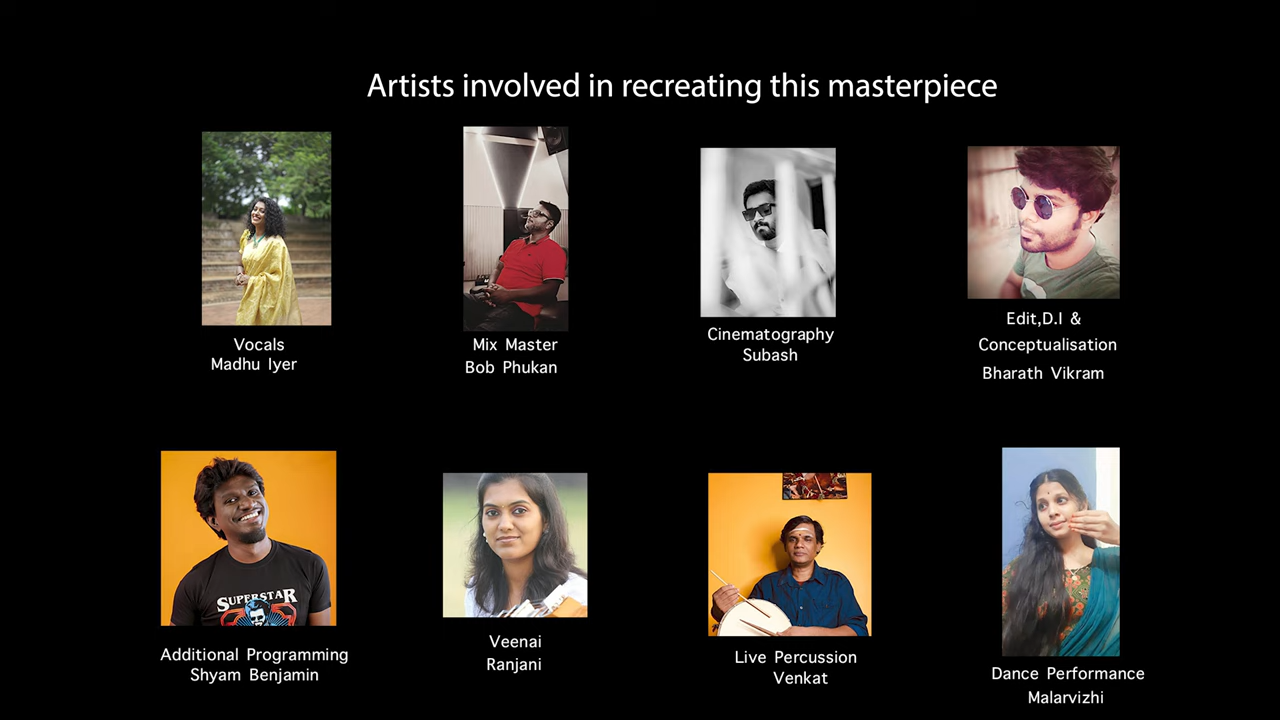 Artists involved in recreating this masterpiece
Vocals
Madhu Iyer
Mix Master
Bob Phukan
Cinematography
Subash
Edit,D.I &
Conceptualisation
Bharath Vikram
SUPERSTAR
Additional Programming
Shyam Benjamin
Veenai
Ranjani
Live Percussion
Venkat
Dance Performance
Malarvizhi